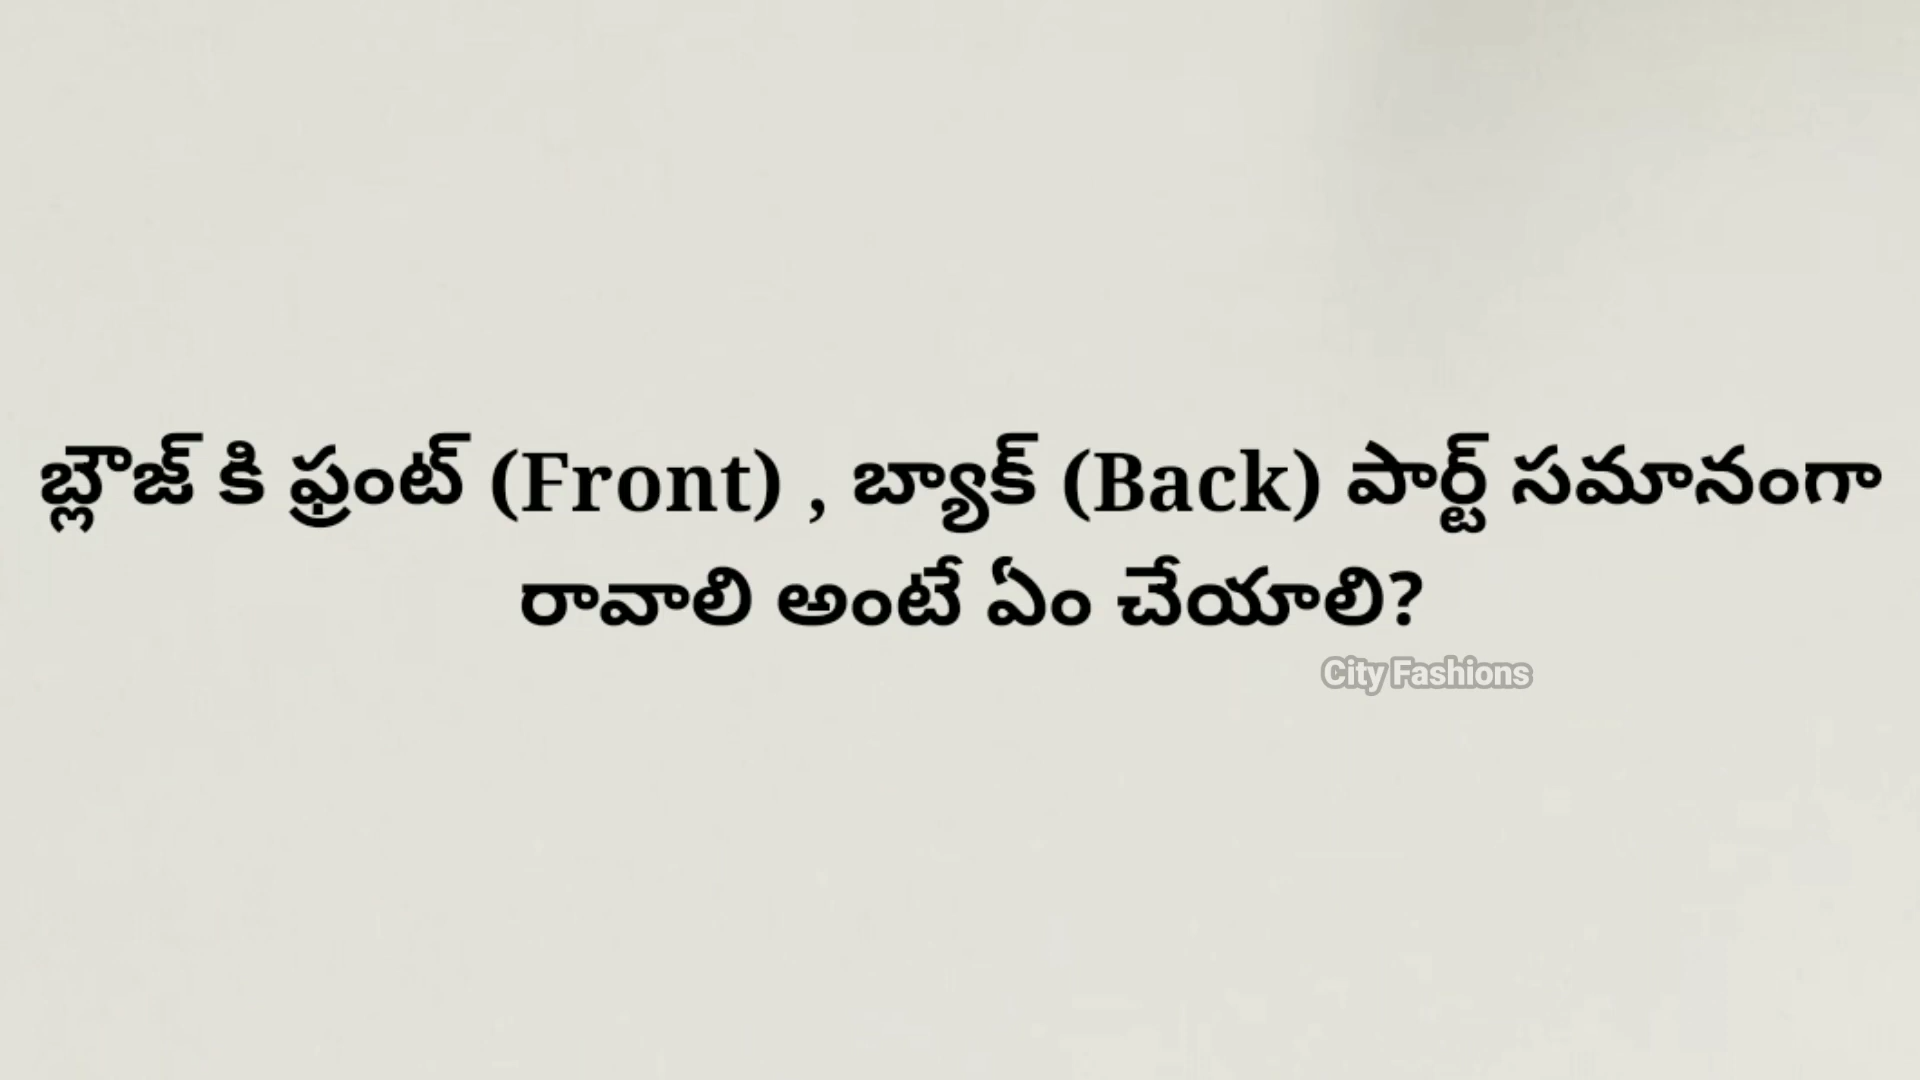 బ్లౌజ్ కి ఫ్రంట్ (Front) , బ్యాక్ (Back) పార్ట్ సమానంగా
రావాలి అంటే ఏం చేయాలి?
City Fashions